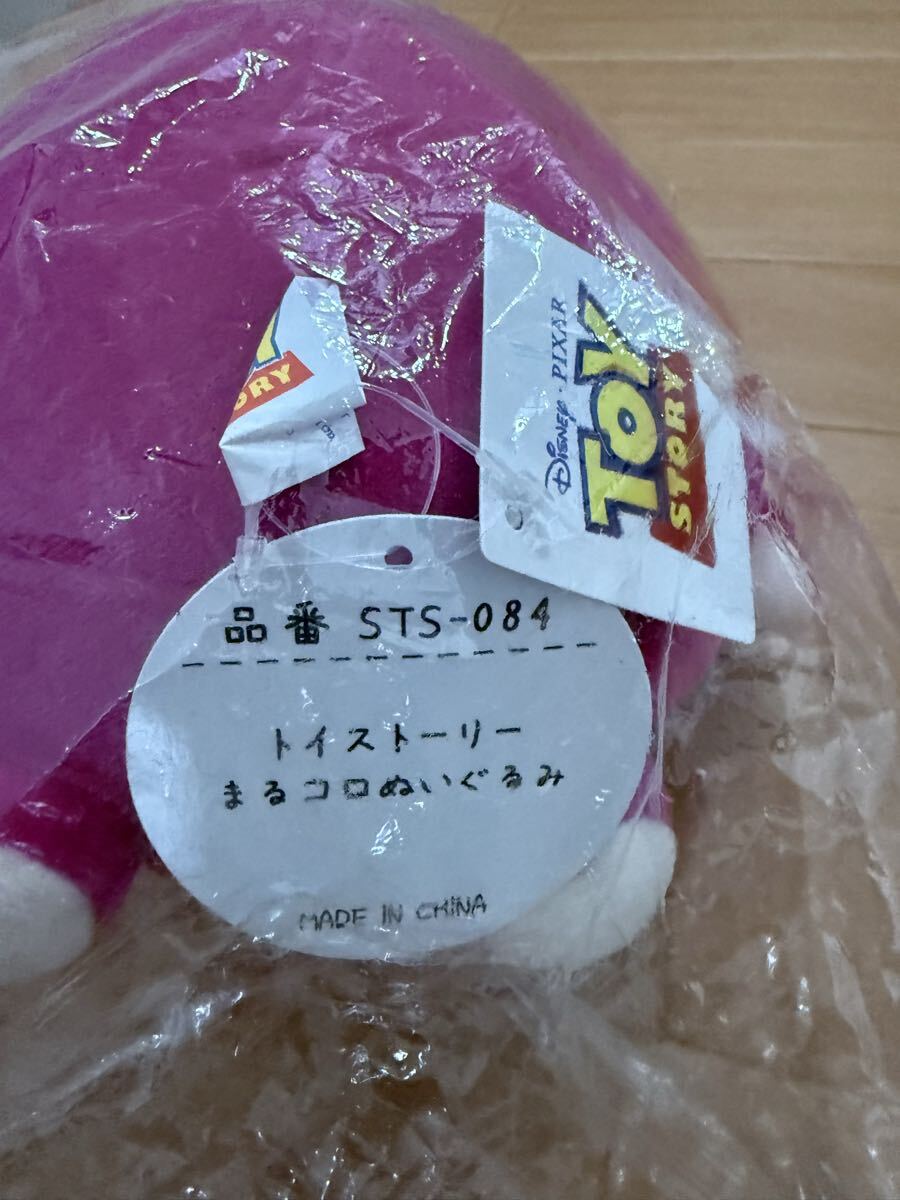 DISNEY · PIXAR
TOY
STORY
Y
ORY
品番 STS-084
トイストーリー
まるコロぬいぐるみ
MADE IN CHINA